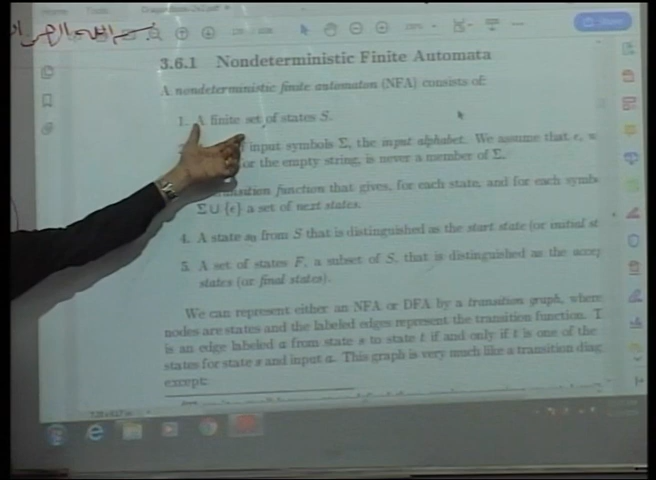 Home Tools
بسم الله الرحمن
3.6.1 Nondeterministic Finite Automata
A nondeterministic finite automaton (NFA) consists of:
1. A finite set of states S.
input symbols Σ, the input alphabet. We assume that ϵ, w
or the empty string, is never a member of Σ.
function that gives, for each state, and for each symb
Σ ∪ {ϵ} a set of next states.
4. A state s₀ from S that is distinguished as the start state (or initial st
5. A set of states F, a subset of S, that is distinguished as the accep
states (or final states).
We can represent either an NFA or DFA by a transition graph, where
nodes are states and the labeled edges represent the transition function. T
is an edge labeled a from state s to state t if and only if t is one of the
states for state s and input a. This graph is very much like a transition diag
except: